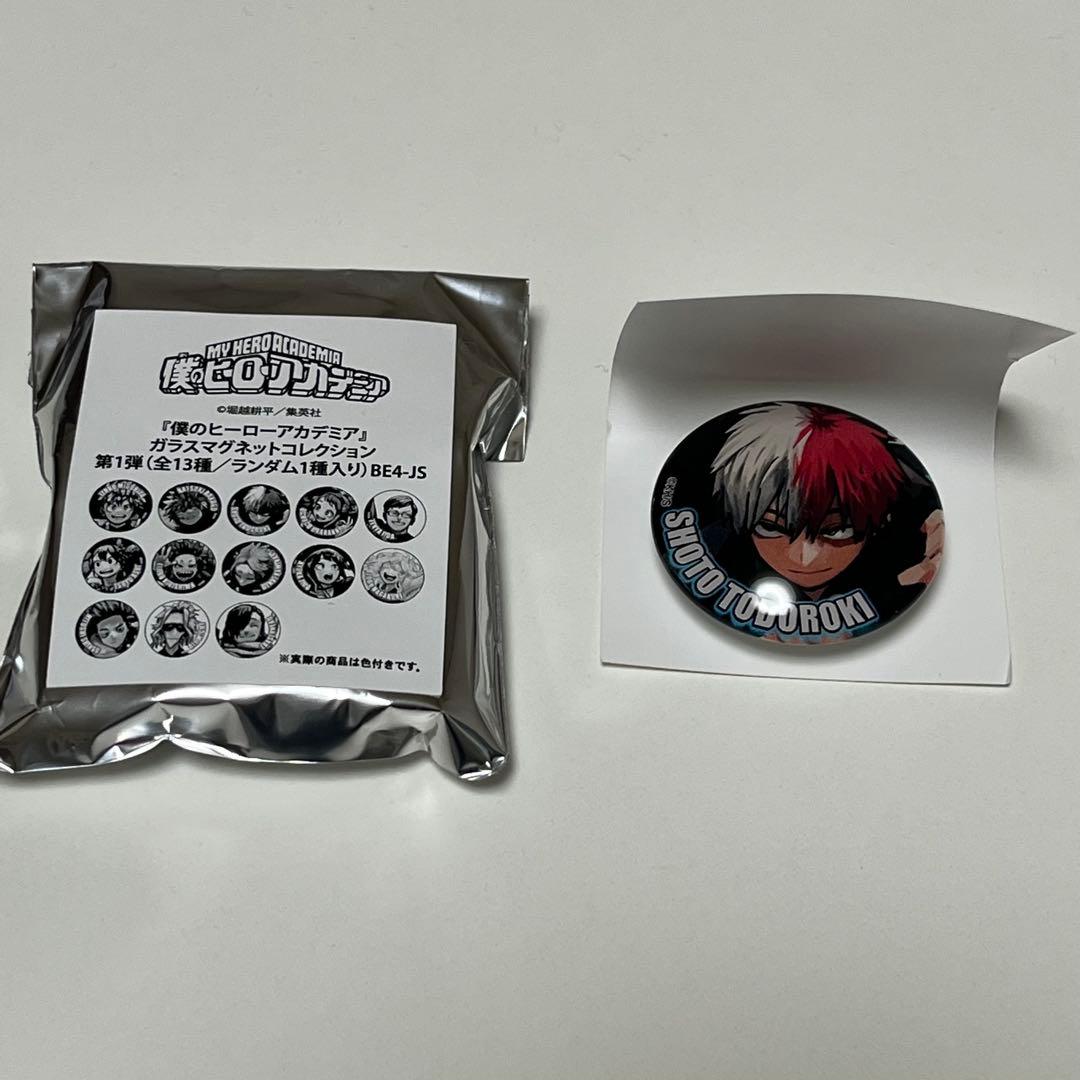 MY HERO ACADEMIA
僕のヒーローアカデミア
©堀越耕平／集英社
『僕のヒーローアカデミア』
ガラスマグネットコレクション
第1弾(全13種／ランダム1種入り)BE4-JS
※実際の商品は色付きです。
SHOTO TODOROKI